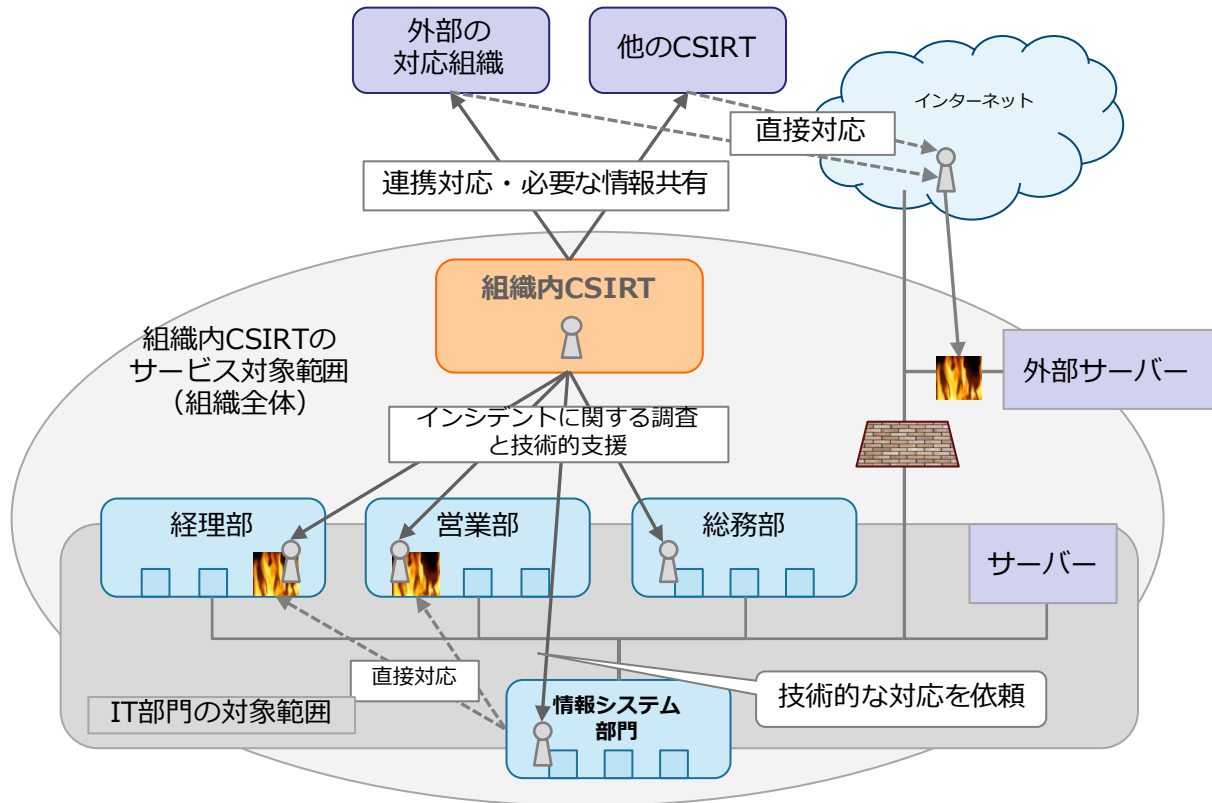 外部の
対応組織
他のCSIRT
インターネット
直接対応
連携対応・必要な情報共有
組織内CSIRT
組織内CSIRTの
サービス対象範囲
（組織全体）
外部サーバー
インシデントに関する調査
と技術的支援
経理部
営業部
総務部
サーバー
直接対応
技術的な対応を依頼
IT部門の対象範囲
情報システム
部門